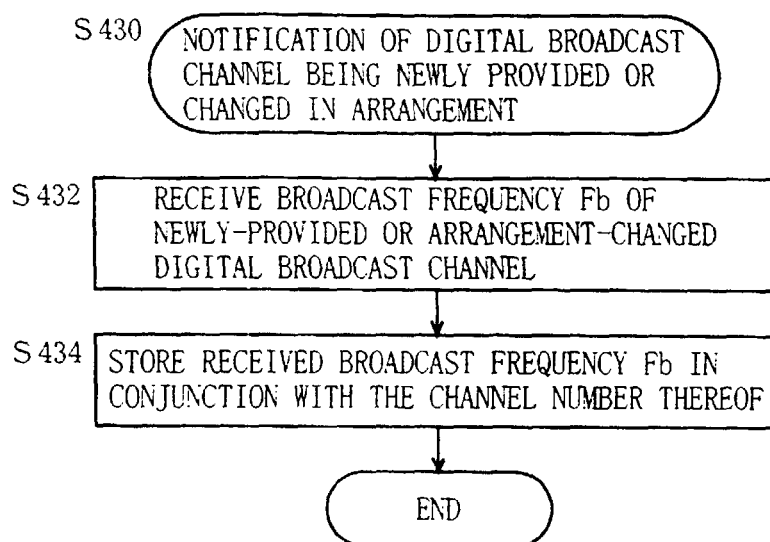 S430
NOTIFICATION OF DIGITAL BROADCAST
CHANNEL BEING NEWLY PROVIDED OR
CHANGED IN ARRANGEMENT
S432
RECEIVE BROADCAST FREQUENCY Fb OF
NEWLY-PROVIDED OR ARRANGEMENT-CHANGED
DIGITAL BROADCAST CHANNEL
S434
STORE RECEIVED BROADCAST FREQUENCY Fb IN
CONJUNCTION WITH THE CHANNEL NUMBER THEREOF
END